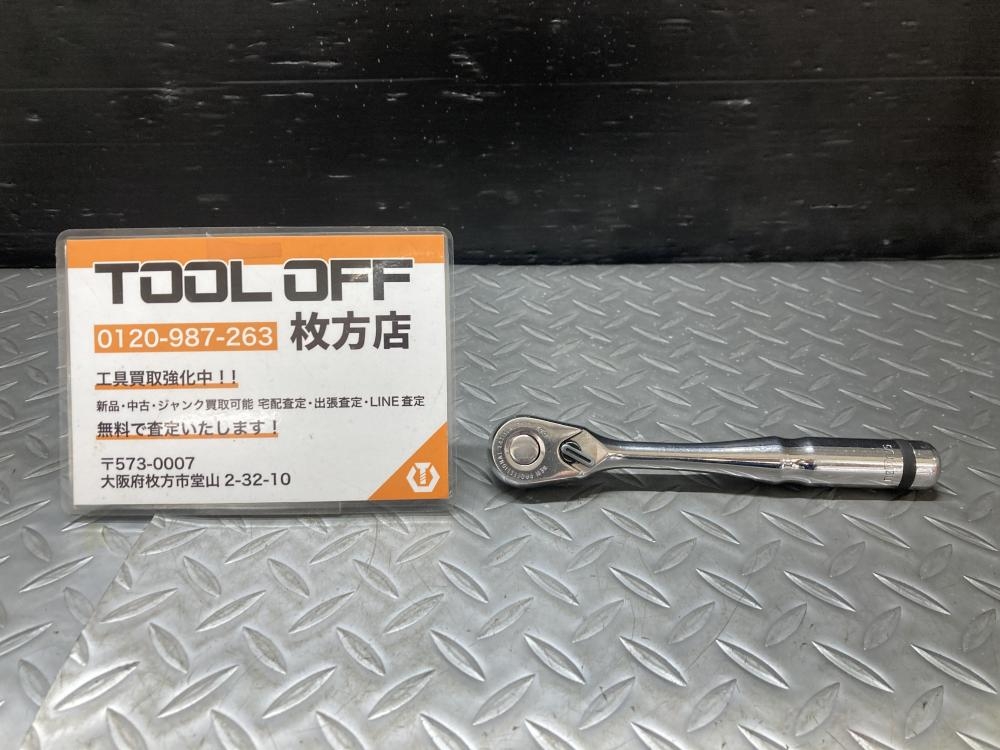 TOOL OFF
0120-987-263 枚方店
工具買取強化中!!
新品・中古・ジャンク買取可能 宅配査定・出張査定・LINE査定
無料で査定いたします!
〒573-0007
大阪府枚方市堂山 2-32-10